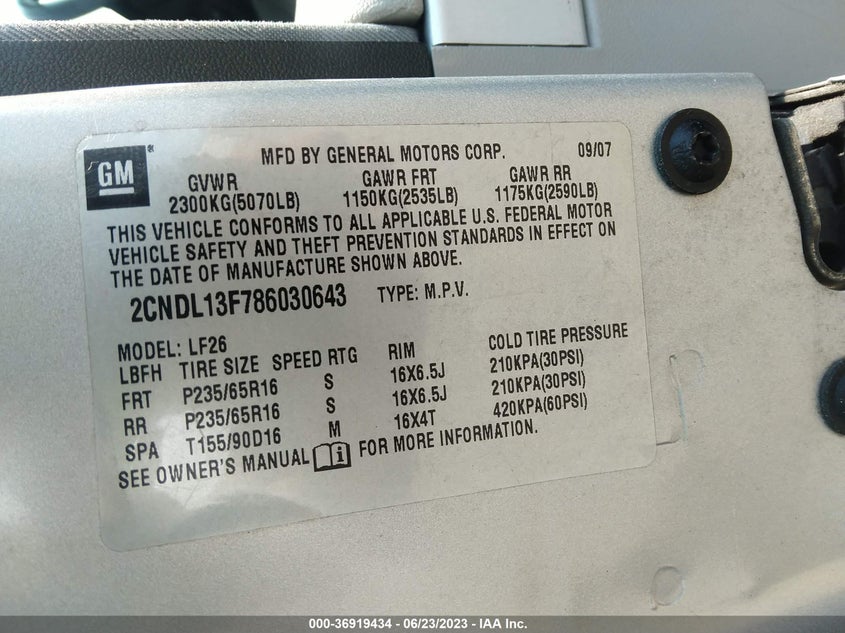 GM
MFD BY GENERAL MOTORS CORP. 09/07
GVWR GAWR FRT GAWR RR
2300KG(5070LB) 1150KG(2535LB) 1175KG(2590LB)
THIS VEHICLE CONFORMS TO ALL APPLICABLE U.S. FEDERAL MOTOR
VEHICLE SAFETY AND THEFT PREVENTION STANDARDS IN EFFECT ON
THE DATE OF MANUFACTURE SHOWN ABOVE.
2CNDL13F786030643 TYPE: M.P.V.
MODEL: LF26
LBFH TIRE SIZE SPEED RTG RIM COLD TIRE PRESSURE
FRT P235/65R16 S 16X6.5J 210KPA(30PSI)
RR P235/65R16 S 16X6.5J 210KPA(30PSI)
SPA T155/90D16 M 16X4T 420KPA(60PSI)
SEE OWNER'S MANUAL i FOR MORE INFORMATION.
000-36919434 - 06/23/2023 - IAA Inc.